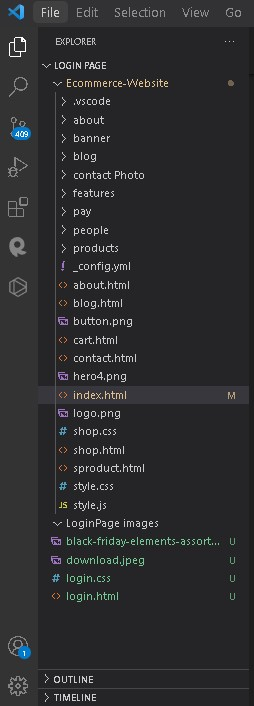 File Edit Selection View Go
EXPLORER ...
LOGIN PAGE
Ecommerce-Website
.vscode
about
banner
409
blog
contact Photo
features
pay
people
products
_config.yml
about.html
blog.html
button.png
cart.html
contact.html
hero4.png
index.html M
logo.png
shop.css
shop.html
sproduct.html
style.css
JS style.js
LoginPage images
black-friday-elements-assort... U
download.jpeg U
login.css U
login.html U
1
OUTLINE
TIMELINE